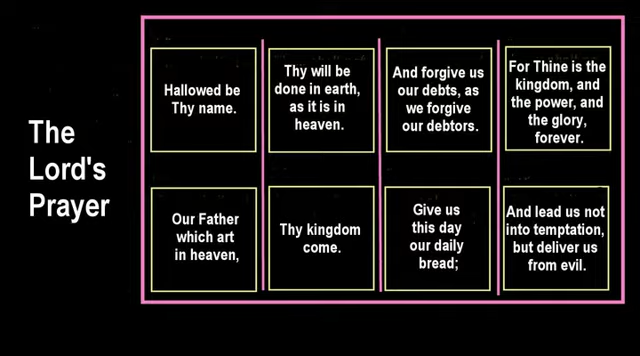 The
Lord's
Prayer
Hallowed be
Thy name.
Thy will be
done in earth,
as it is in
heaven.
And forgive us
our debts, as
we forgive
our debtors.
For Thine is the
kingdom, and
the power, and
the glory,
forever.
Our Father
which art
in heaven,
Thy kingdom
come.
Give us
this day
our daily
bread;
And lead us not
into temptation,
but deliver us
from evil.